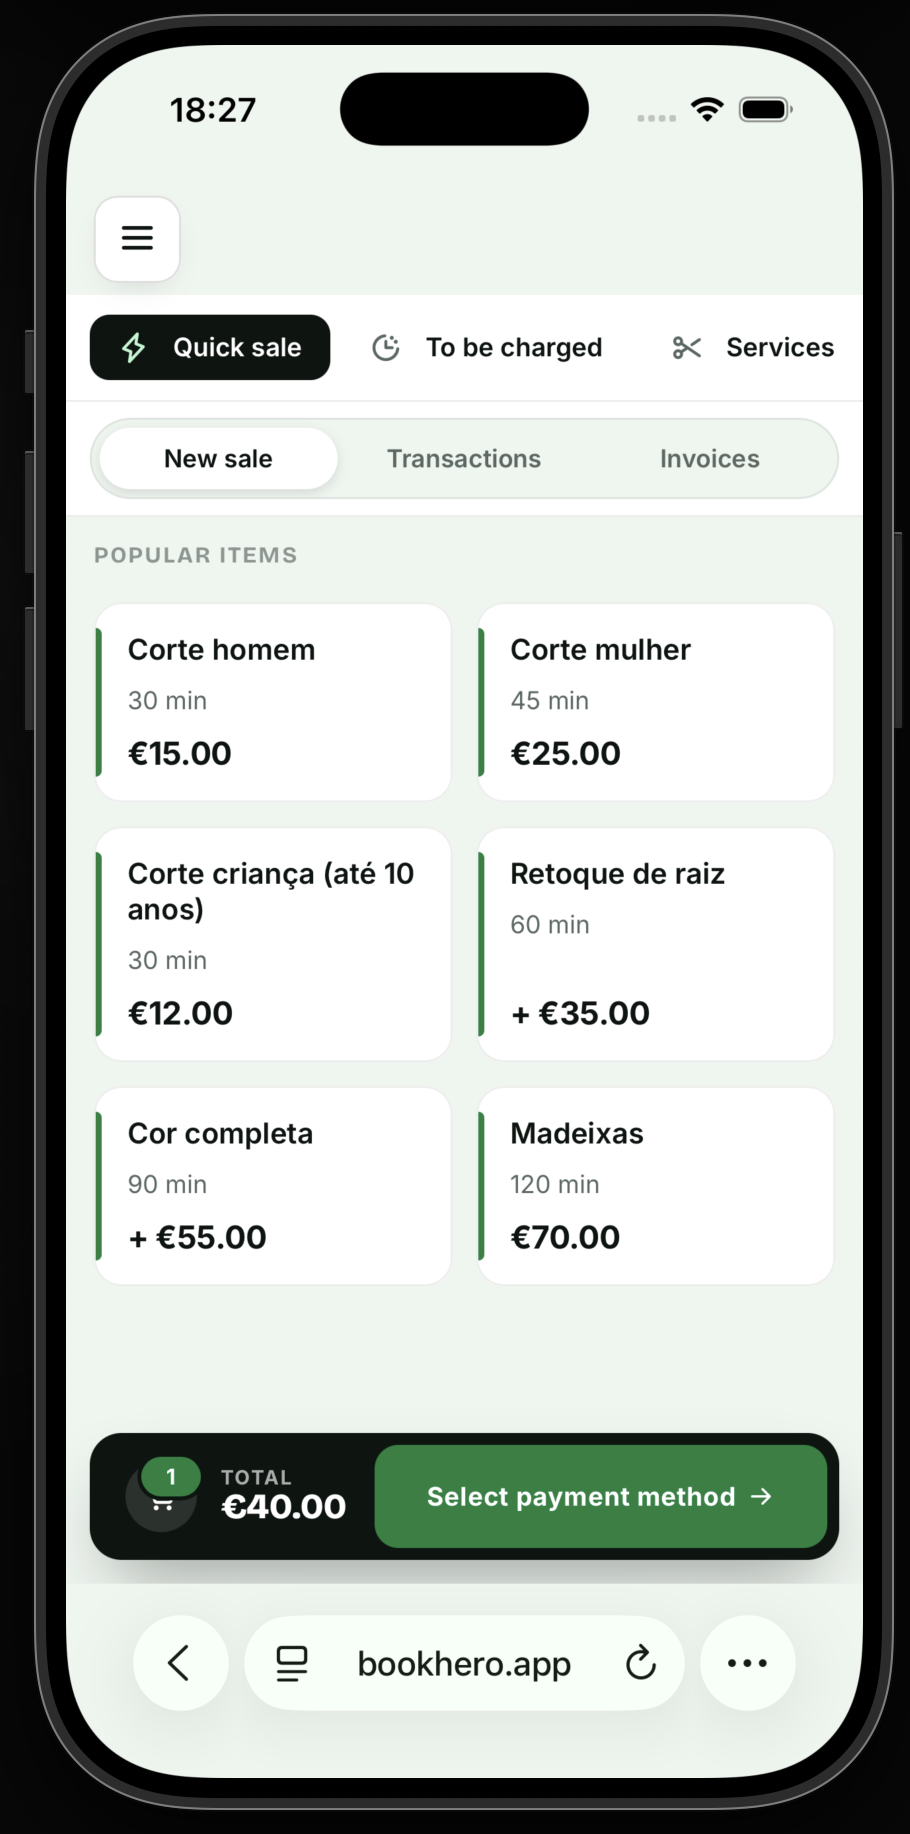 18:27
Quick sale
To be charged
Services
New sale
Transactions
Invoices
POPULAR ITEMS
Corte homem
30 min
€15.00
Corte mulher
45 min
€25.00
Corte criança (até 10
anos)
30 min
€12.00
Retoque de raiz
60 min
+ €35.00
Cor completa
90 min
+ €55.00
Madeixas
120 min
€70.00
1
TOTAL
€40.00
Select payment method →
bookhero.app